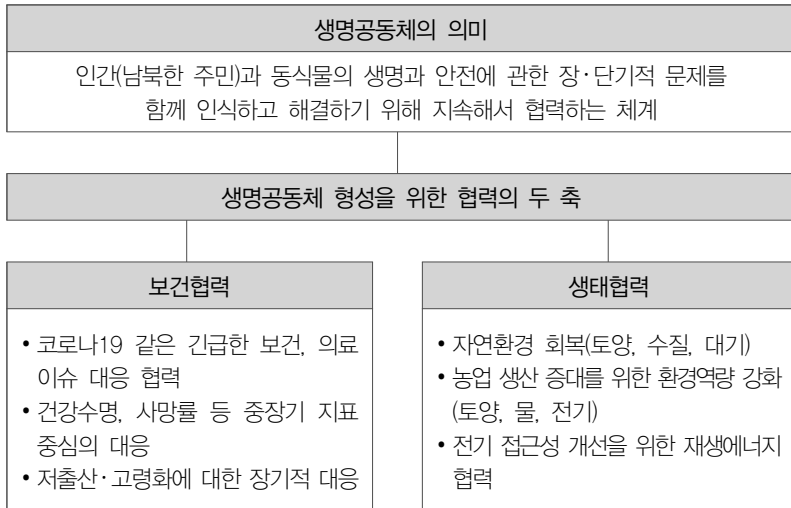 생명공동체의 의미
인간(남북한 주민)과 동식물의 생명과 안전에 관한 장·단기적 문제를
함께 인식하고 해결하기 위해 지속해서 협력하는 체계
생명공동체 형성을 위한 협력의 두 축
보건협력
• 코로나19 같은 긴급한 보건, 의료
이슈 대응 협력
• 건강수명, 사망률 등 중장기 지표
중심의 대응
• 저출산·고령화에 대한 장기적 대응
생태협력
• 자연환경 회복(토양, 수질, 대기)
• 농업 생산 증대를 위한 환경역량 강화
(토양, 물, 전기)
• 전기 접근성 개선을 위한 재생에너지
협력